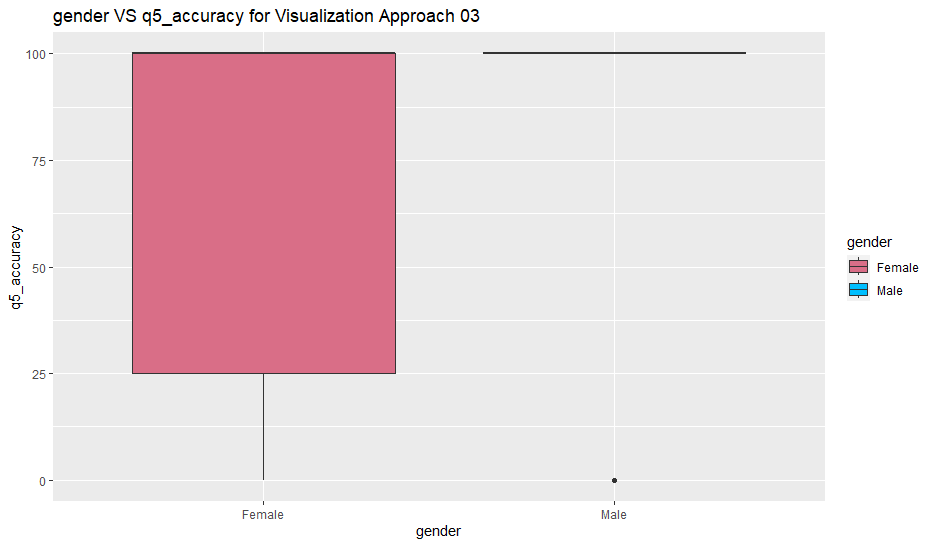 gender VS q5_accuracy for Visualization Approach 03
100
75
50
25
0
q5_accuracy
Female
Male
gender
gender
Female
Male